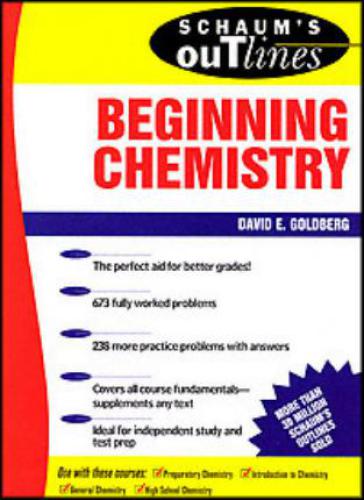 SCHAUM'S
OUTlines
BEGINNING
CHEMISTRY
DAVID E. GOLDBERG
The perfect aid for better grades!
673 fully worked problems
238 more practice problems with answers
Covers all course fundamentals—
supplements any text
Ideal for independent study and
test prep
MORE THAN
30 MILLION
SCHAUM'S
OUTLINES
SOLD
Use with these courses: Preparatory Chemistry Introduction to Chemistry
General Chemistry High School Chemistry